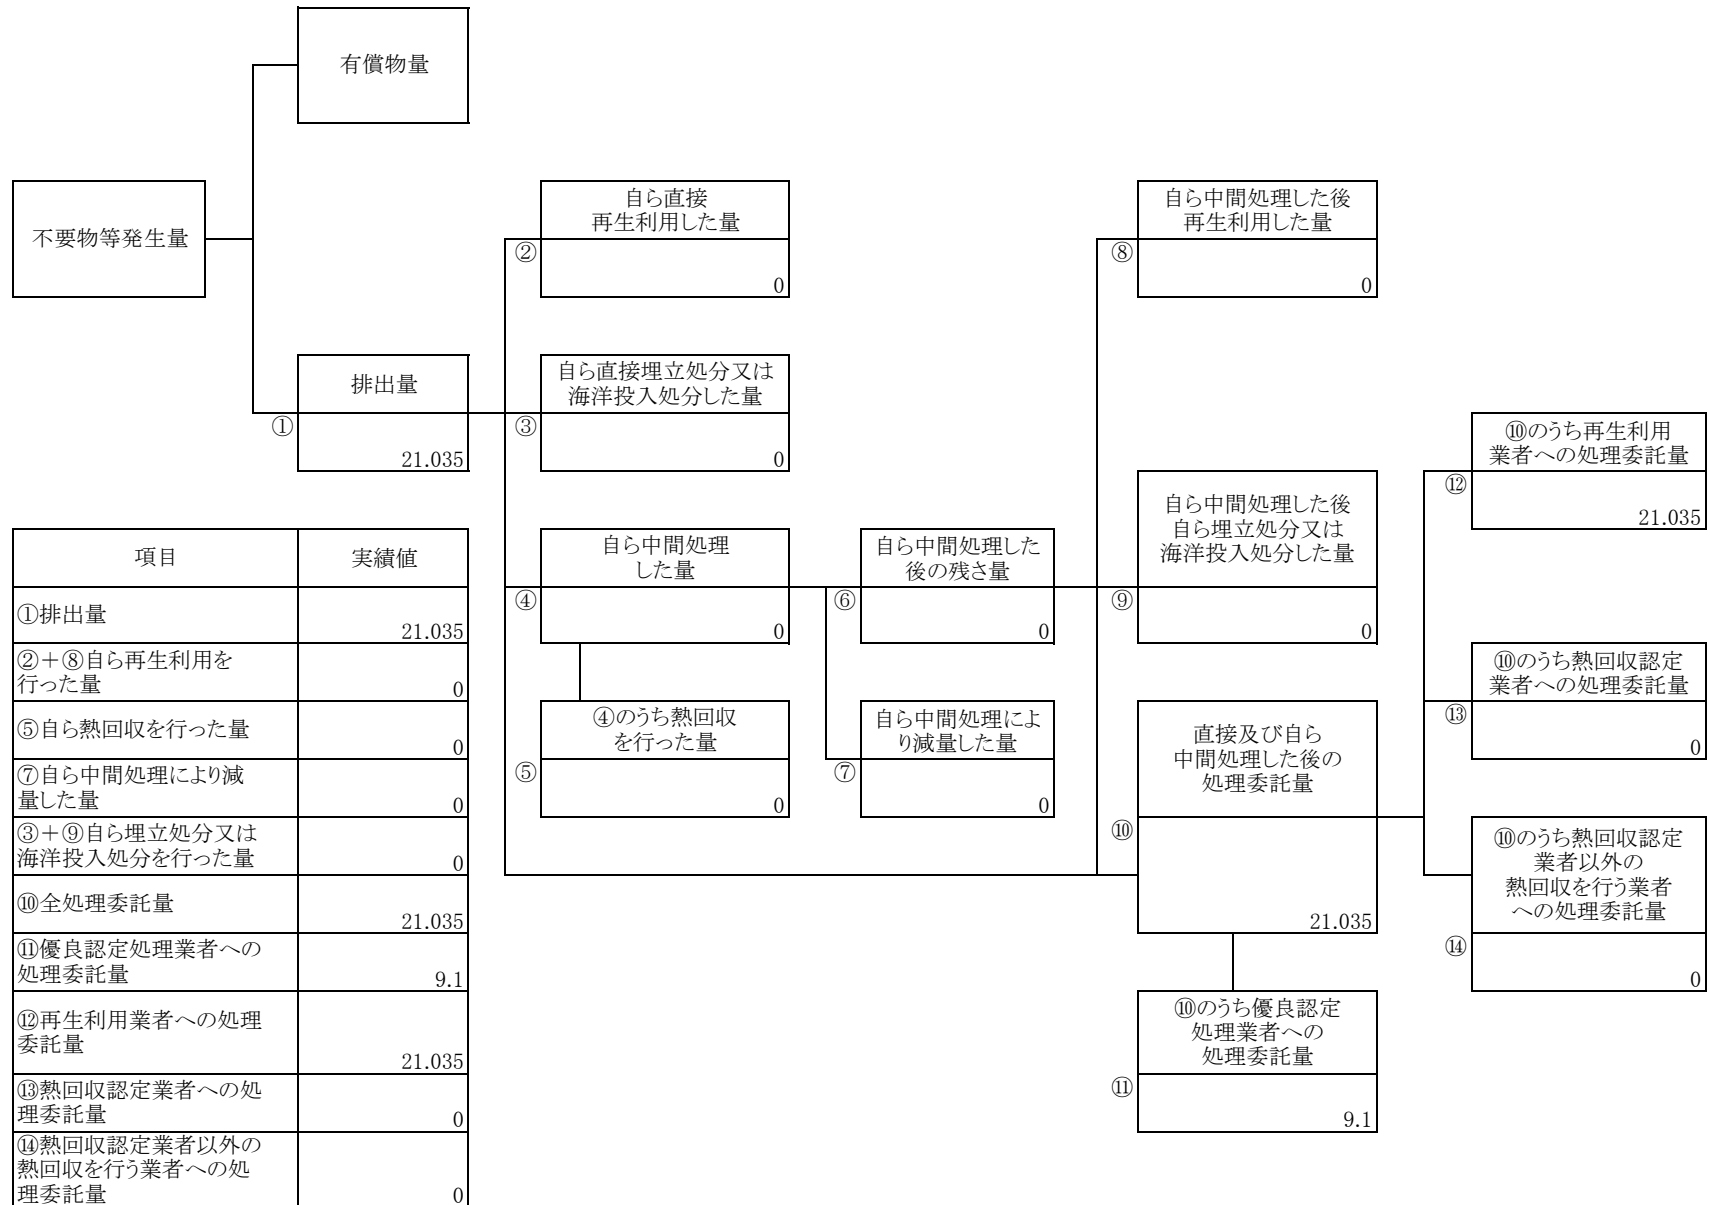 有償物量
不要物等発生量
自ら直接
再生利用した量
②
0
自ら中間処理した後
再生利用した量
⑧
0
排出量
①
21.035
自ら直接埋立処分又は
海洋投入処分した量
③
0
⑩のうち再生利用
業者への処理委託量
⑫
21.035
自ら中間処理
した量
④
0
自ら中間処理した
後の残さ量
⑥
0
自ら中間処理した後
自ら埋立処分又は
海洋投入処分した量
⑨
0
⑩のうち熱回収認定
業者への処理委託量
⑬
0
④のうち熱回収
を行った量
⑤
0
自ら中間処理によ
り減量した量
⑦
0
直接及び自ら
中間処理した後の
処理委託量
⑩
21.035
⑩のうち熱回収認定
業者以外の
熱回収を行う業者
への処理委託量
⑭
0
⑩のうち優良認定
処理業者への
処理委託量
⑪
9.1
項目 実績値
①排出量
21.035
②＋⑧自ら再生利用を
行った量 0
⑤自ら熱回収を行った量
0
⑦自ら中間処理により減
量した量 0
③＋⑨自ら埋立処分又は
海洋投入処分を行った量 0
⑩全処理委託量
21.035
⑪優良認定処理業者への
処理委託量 9.1
⑫再生利用業者への処理
委託量
21.035
⑬熱回収認定業者への処
理委託量 0
⑭熱回収認定業者以外の
熱回収を行う業者への処
理委託量 0